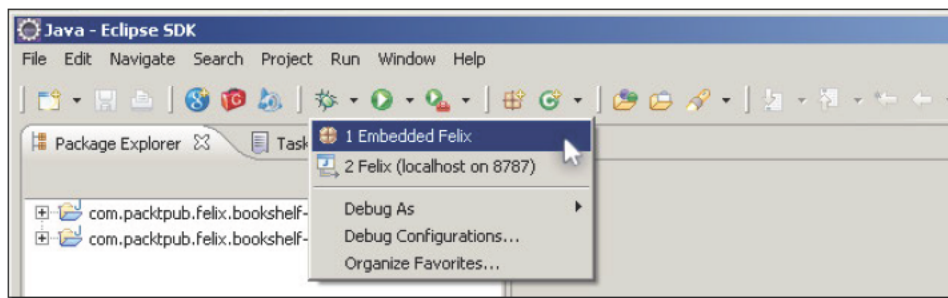 Java - Eclipse SDK
File Edit Navigate Search Project Run Window Help
Package Explorer Task
1 Embedded Felix
2 Felix (localhost on 8787)
com.packtpub.felix.bookshelf-
Debug As
com.packtpub.felix.bookshelf-
Debug Configurations...
Organize Favorites...